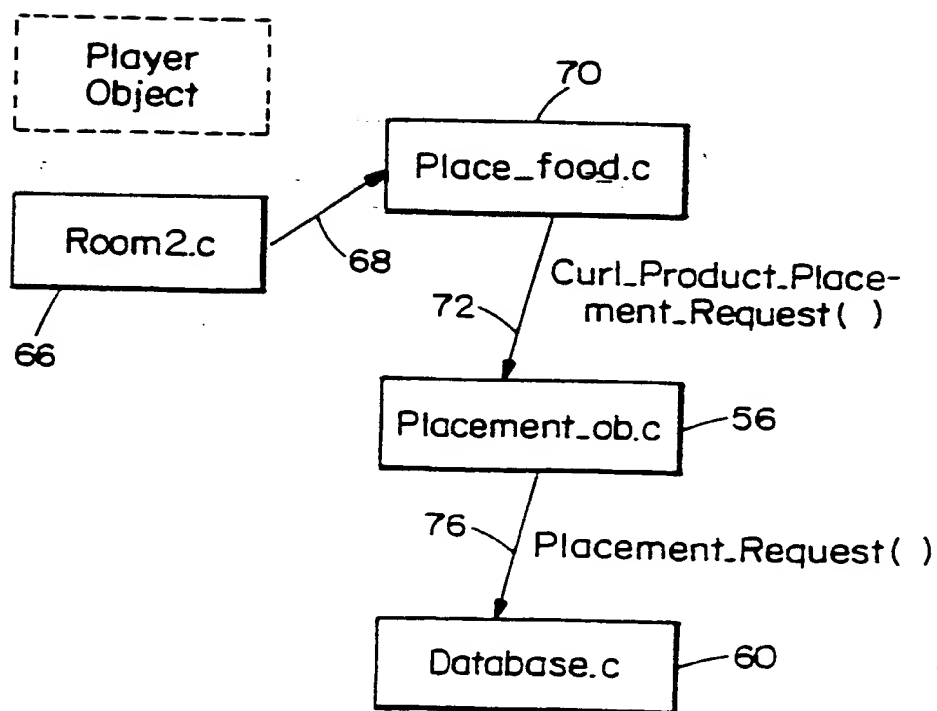 Player
Object
70
Place_food.c
Room2.c
68
66
Curl_Product_Place-
ment_Request( )
72
Placement_ob.c
56
76
Placement_Request( )
Database.c
60